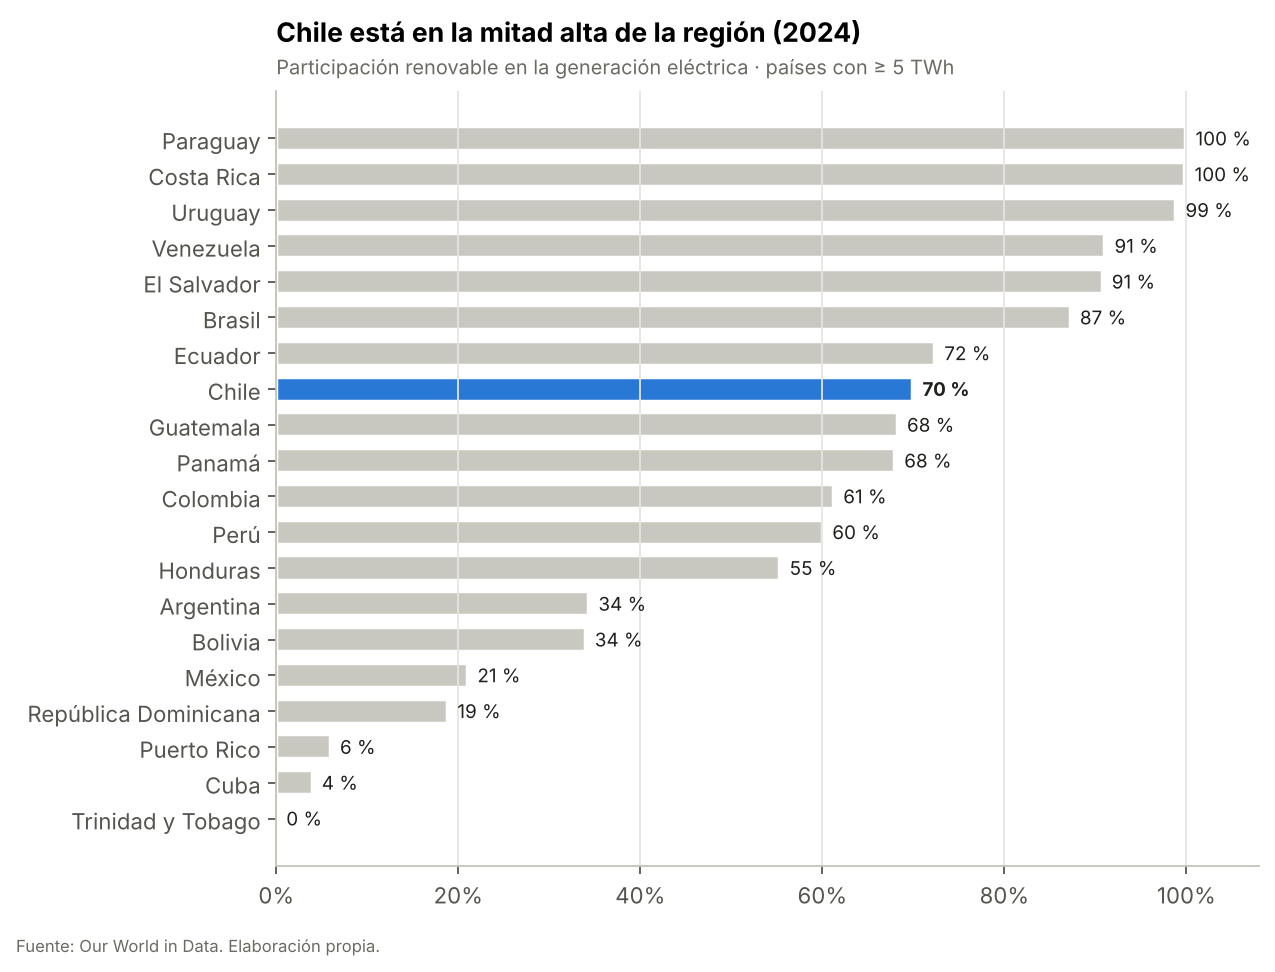 Chile está en la mitad alta de la región (2024)
Participación renovable en la generación eléctrica · países con ≥ 5 TWh
Paraguay 100 %
Costa Rica 100 %
Uruguay 99 %
Venezuela 91 %
El Salvador 91 %
Brasil 87 %
Ecuador 72 %
Chile 70 %
Guatemala 68 %
Panamá 68 %
Colombia 61 %
Perú 60 %
Honduras 55 %
Argentina 34 %
Bolivia 34 %
México 21 %
República Dominicana 19 %
Puerto Rico 6 %
Cuba 4 %
Trinidad y Tobago 0 %
0% 20% 40% 60% 80% 100%
Fuente: Our World in Data. Elaboración propia.